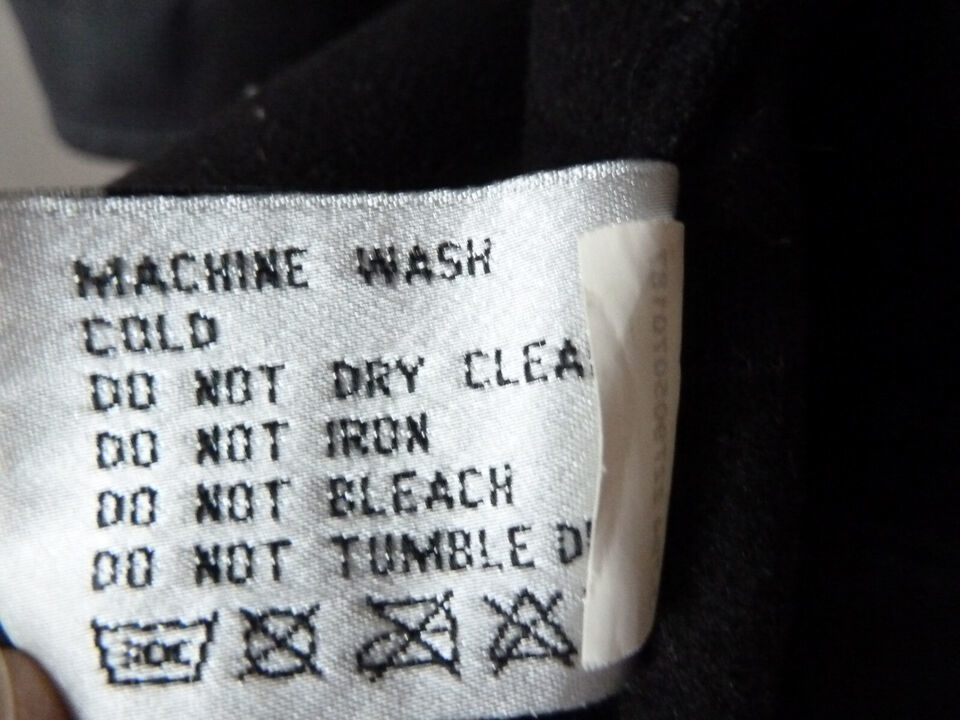 MACHINE WASH
COLD
DO NOT DRY CLEA
DO NOT IRON
DO NOT BLEACH
DO NOT TUMBLE D
30C